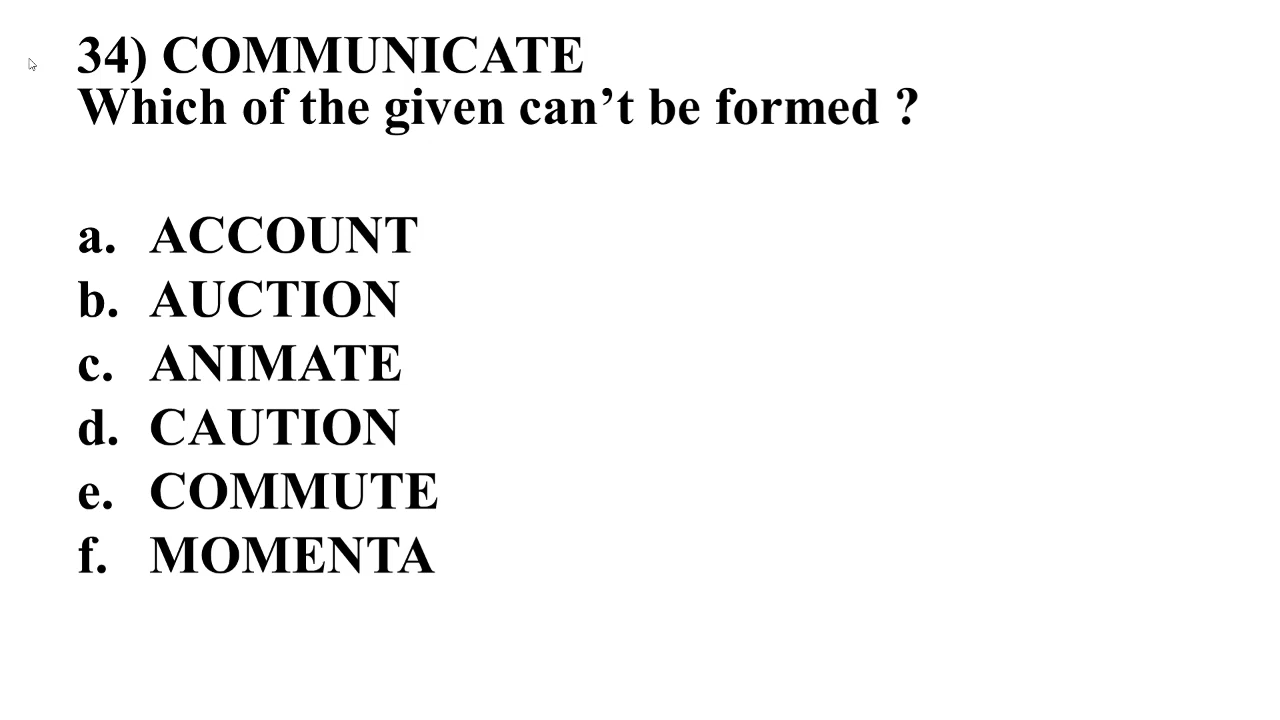 34) COMMUNICATE
Which of the given can’t be formed ?
a. ACCOUNT
b. AUCTION
c. ANIMATE
d. CAUTION
e. COMMUTE
f. MOMENTA